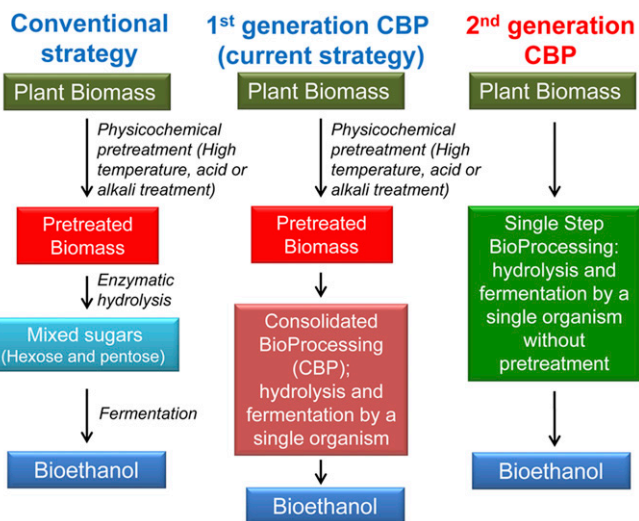 Conventional
strategy
Plant Biomass
Physicochemical
pretreatment (High
temperature, acid or
alkali treatment)
Pretreated
Biomass
Enzymatic
hydrolysis
Mixed sugars
(Hexose and pentose)
Fermentation
Bioethanol
1st generation CBP
(current strategy)
Plant Biomass
Physicochemical
pretreatment (High
temperature, acid or
alkali treatment)
Pretreated
Biomass
Consolidated
BioProcessing
(CBP);
hydrolysis and
fermentation by a
single organism
Bioethanol
2nd generation
CBP
Plant Biomass
Single Step
BioProcessing:
hydrolysis and
fermentation by a
single organism
without
pretreatment
Bioethanol